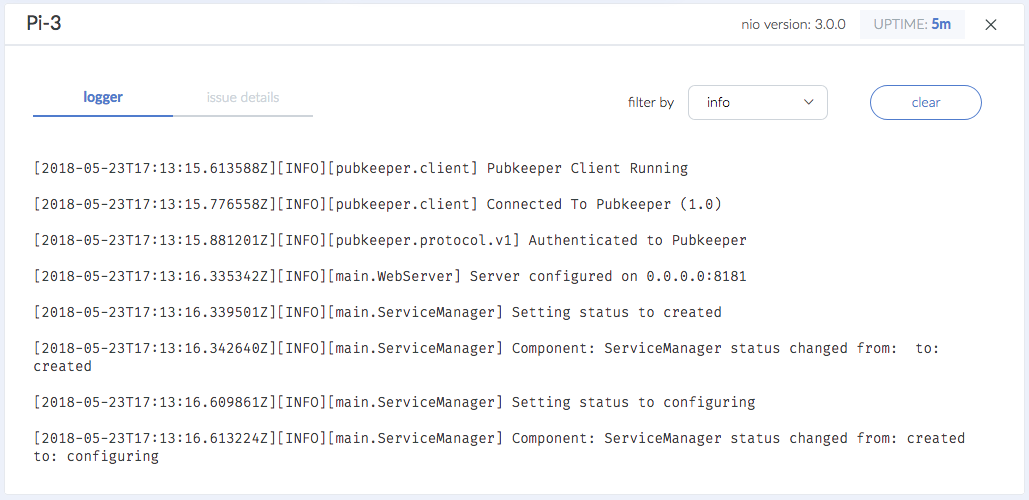 Pi-3
nio version: 3.0.0
UPTIME: 5m
logger
issue details
filter by
info
clear
[2018-05-23T17:13:15.613588Z][INFO][pubkeeper.client] Pubkeeper Client Running
[2018-05-23T17:13:15.776558Z][INFO][pubkeeper.client] Connected To Pubkeeper (1.0)
[2018-05-23T17:13:15.881201Z][INFO][pubkeeper.protocol.v1] Authenticated to Pubkeeper
[2018-05-23T17:13:16.335342Z][INFO][main.WebServer] Server configured on 0.0.0.0:8181
[2018-05-23T17:13:16.339501Z][INFO][main.ServiceManager] Setting status to created
[2018-05-23T17:13:16.342640Z][INFO][main.ServiceManager] Component: ServiceManager status changed from:  to:
created
[2018-05-23T17:13:16.609861Z][INFO][main.ServiceManager] Setting status to configuring
[2018-05-23T17:13:16.613224Z][INFO][main.ServiceManager] Component: ServiceManager status changed from: created
to: configuring